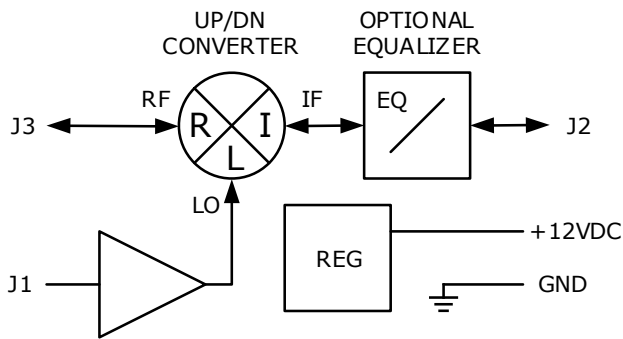 UP/DN
CONVERTER
OPTIONAL
EQUALIZER
J3
RF
R
I
L
IF
EQ
J2
LO
REG
+12VDC
J1
GND